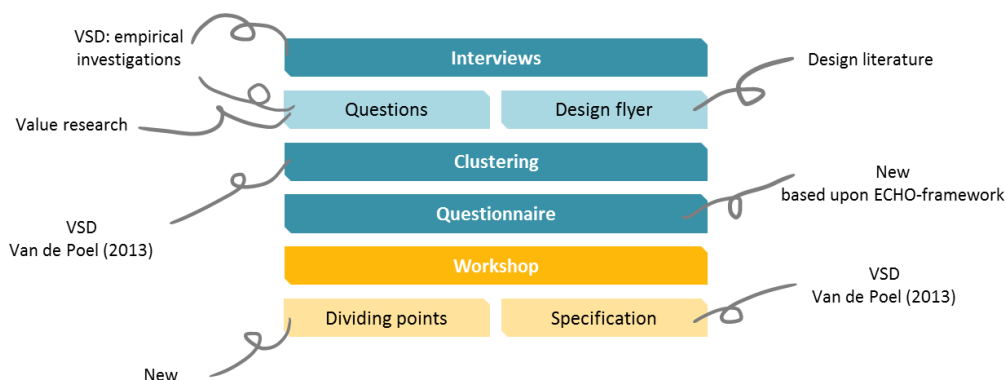 VSD: empirical
investigations
Interviews
Design literature
Questions
Design flyer
Value research
Clustering
New
based upon ECHO-framework
Questionnaire
VSD
Van de Poel (2013)
Workshop
VSD
Van de Poel (2013)
Dividing points
Specification
New